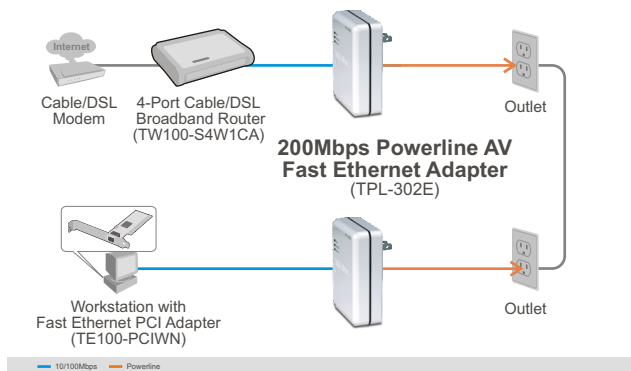 Internet
Cable/DSL
Modem
4-Port Cable/DSL
Broadband Router
(TW100-S4W1CA)
Outlet
200Mbps Powerline AV
Fast Ethernet Adapter
(TPL-302E)
Workstation with
Fast Ethernet PCI Adapter
(TE100-PCIWN)
Outlet
10/100Mbps
Powerline